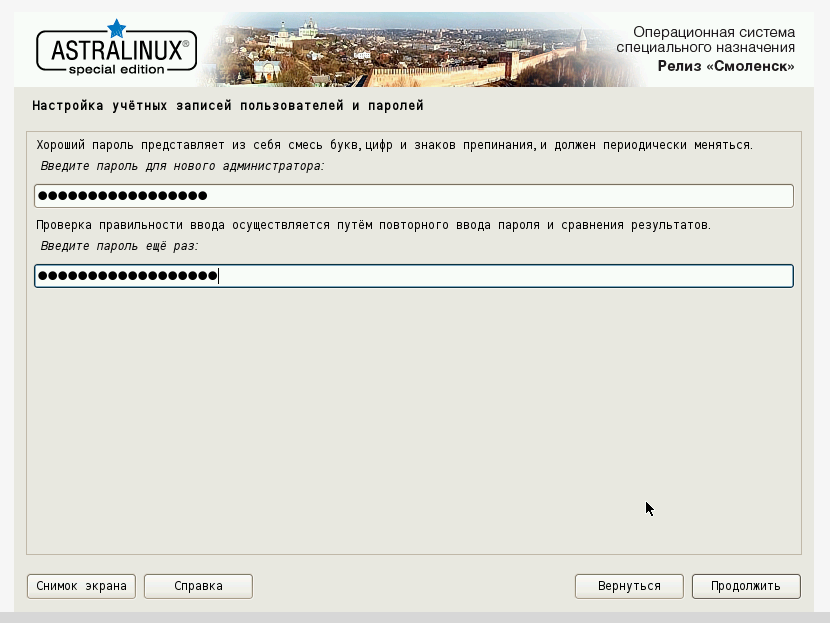 ASTRALINUX®
special edition
Операционная система
специального назначения
Релиз «Смоленск»
Настройка учётных записей пользователей и паролей
Хороший пароль представляет из себя смесь букв, цифр и знаков препинания, и должен периодически меняться.
Введите пароль для нового администратора:
●●●●●●●●●●●●●●●●●
Проверка правильности ввода осуществляется путём повторного ввода пароля и сравнения результатов.
Введите пароль ещё раз:
●●●●●●●●●●●●●●●●●●
Снимок экрана
Справка
Вернуться
Продолжить